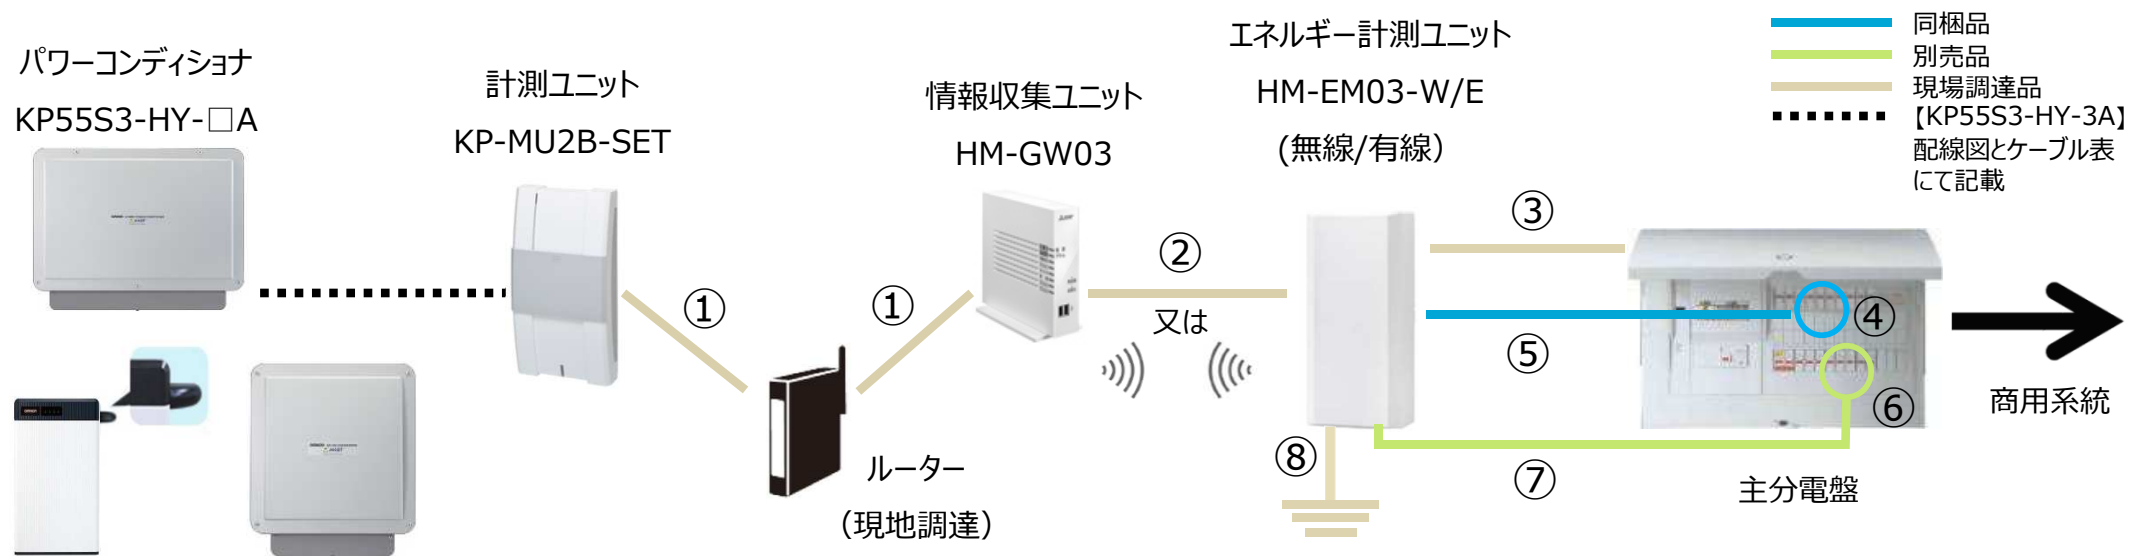 パワーコンディショナ
KP55S3-HY-□A
計測ユニット
KP-MU2B-SET
情報収集ユニット
HM-GW03
エネルギー計測ユニット
HM-EM03-W/E
(無線/有線)
同梱品
別売品
現場調達品
【KP55S3-HY-3A】
配線図とケーブル表
にて記載
①
①
②
又は
③
④
⑤
⑥
⑦
⑧
ルーター
(現地調達)
主分電盤
商用系統